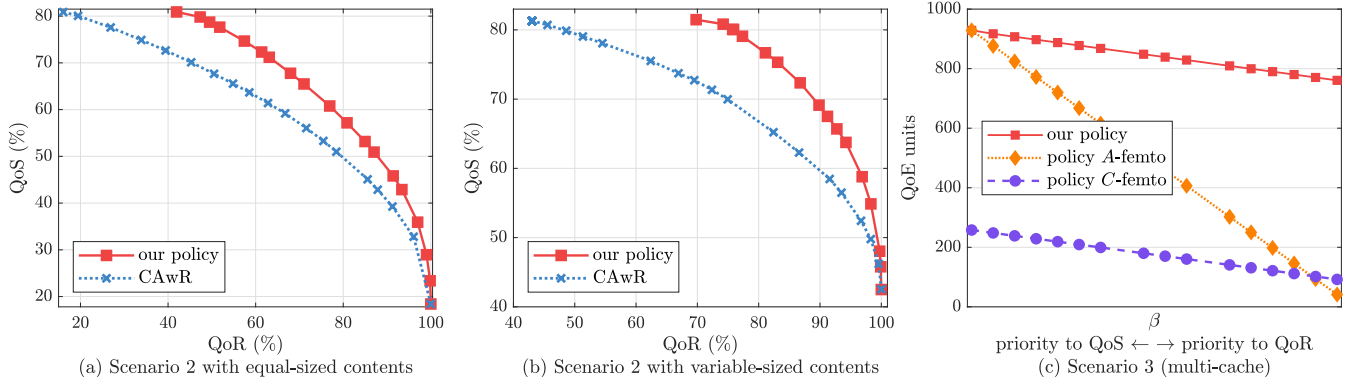 80
70
60
50
40
30
20
QoS (%)
our policy
CAwR
20
40
60
80
100
QoR (%)
(a) Scenario 2 with equal-sized contents
80
70
60
50
40
QoS (%)
our policy
CAwR
40
50
60
70
80
90
100
QoR (%)
(b) Scenario 2 with variable-sized contents
1000
800
600
400
200
0
QoE units
our policy
policy A-femto
policy C-femto
β
priority to QoS ← → priority to QoR
(c) Scenario 3 (multi-cache)